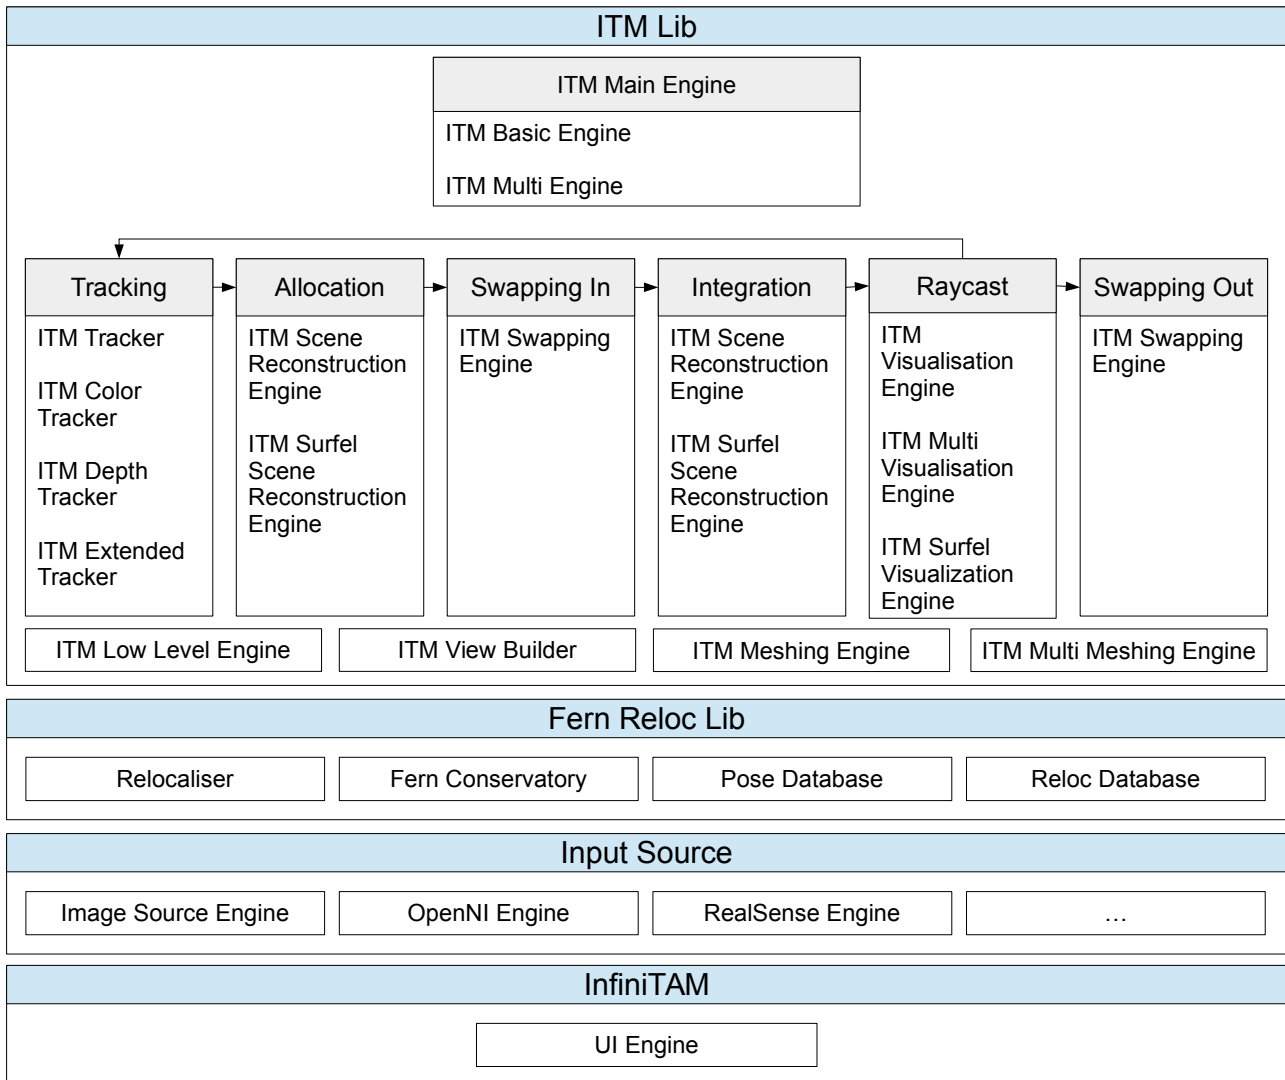 ITM Lib
ITM Main Engine
ITM Basic Engine
ITM Multi Engine
Tracking
ITM Tracker
ITM Color
Tracker
ITM Depth
Tracker
ITM Extended
Tracker
Allocation
ITM Scene
Reconstruction
Engine
ITM Surfel
Scene
Reconstruction
Engine
Swapping In
ITM Swapping
Engine
Integration
ITM Scene
Reconstruction
Engine
ITM Surfel
Scene
Reconstruction
Engine
Raycast
ITM
Visualisation
Engine
ITM Multi
Visualisation
Engine
ITM Surfel
Visualization
Engine
Swapping Out
ITM Swapping
Engine
ITM Low Level Engine
ITM View Builder
ITM Meshing Engine
ITM Multi Meshing Engine
Fern Reloc Lib
Relocaliser
Fern Conservatory
Pose Database
Reloc Database
Input Source
Image Source Engine
OpenNI Engine
RealSense Engine
…
InfiniTAM
UI Engine